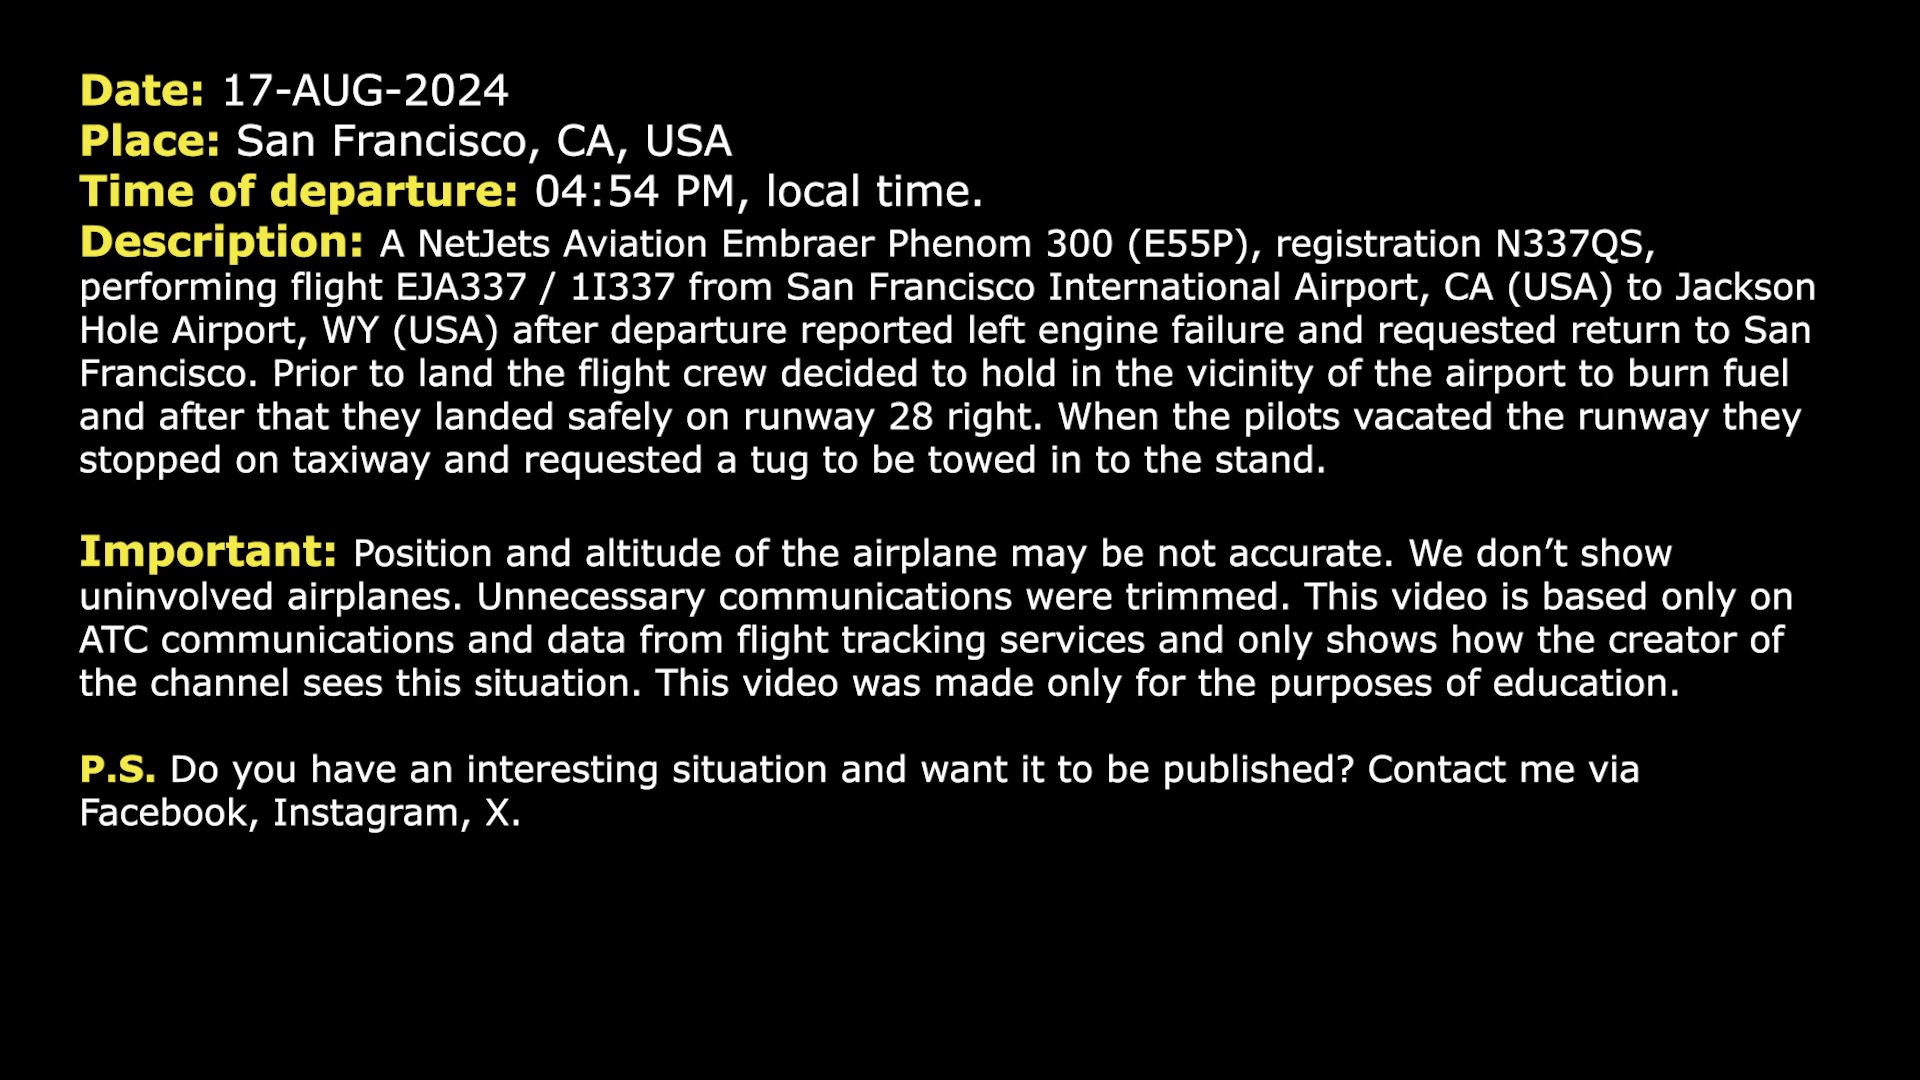 Date: 17-AUG-2024
Place: San Francisco, CA, USA
Time of departure: 04:54 PM, local time.
Description: A NetJets Aviation Embraer Phenom 300 (E55P), registration N337QS,
performing flight EJA337 / 1I337 from San Francisco International Airport, CA (USA) to Jackson
Hole Airport, WY (USA) after departure reported left engine failure and requested return to San
Francisco. Prior to land the flight crew decided to hold in the vicinity of the airport to burn fuel
and after that they landed safely on runway 28 right. When the pilots vacated the runway they
stopped on taxiway and requested a tug to be towed in to the stand.
Important: Position and altitude of the airplane may be not accurate. We don’t show
uninvolved airplanes. Unnecessary communications were trimmed. This video is based only on
ATC communications and data from flight tracking services and only shows how the creator of
the channel sees this situation. This video was made only for the purposes of education.
P.S. Do you have an interesting situation and want it to be published? Contact me via
Facebook, Instagram, X.